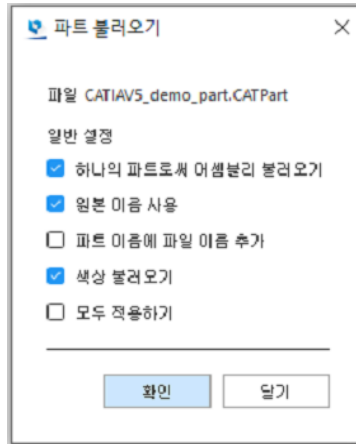 파트 불러오기
파일 CATIAV5_demo_part.CATPart
일반 설정
하나의 파트로써 어셈블리 불러오기
원본 이름 사용
파트 이름에 파일 이름 추가
색상 불러오기
모두 적용하기
확인 닫기